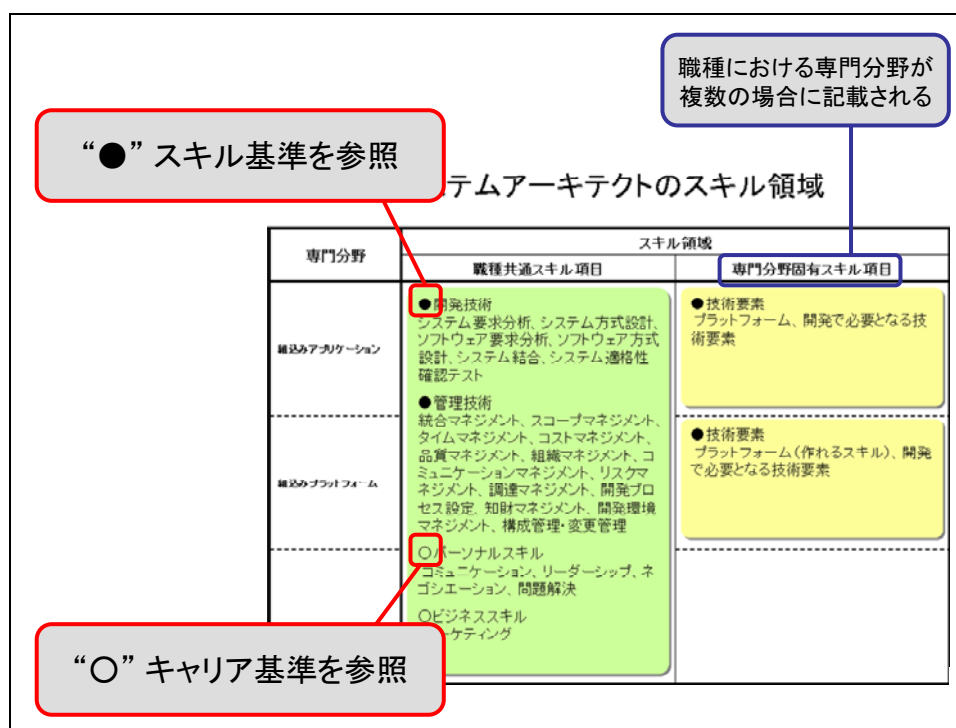 職種における専門分野が
複数の場合に記載される
“●” スキル基準を参照
ステムアーキテクトのスキル領域
専門分野
スキル領域
職種共通スキル項目
専門分野固有スキル項目
組込みアプリケーション
●開発技術
システム要求分析、システム方式設計、
ソフトウェア要求分析、ソフトウェア方式
設計、システム結合、システム適格性
確認テスト
●管理技術
統合マネジメント、スコープマネジメント、
タイムマネジメント、コストマネジメント、
品質マネジメント、組織マネジメント、コ
ミュニケーションマネジメント、リスクマ
ネジメント、調達マネジメント、開発プロ
セス設定、知財マネジメント、開発環境
マネジメント、構成管理・変更管理
○パーソナルスキル
コミュニケーション、リーダーシップ、ネ
ゴシエーション、問題解決
○ビジネススキル
ーケティング
●技術要素
プラットフォーム、開発で必要となる技
術要素
組込みプラットフォーム
●技術要素
プラットフォーム（作れるスキル）、開発
で必要となる技術要素
“○” キャリア基準を参照